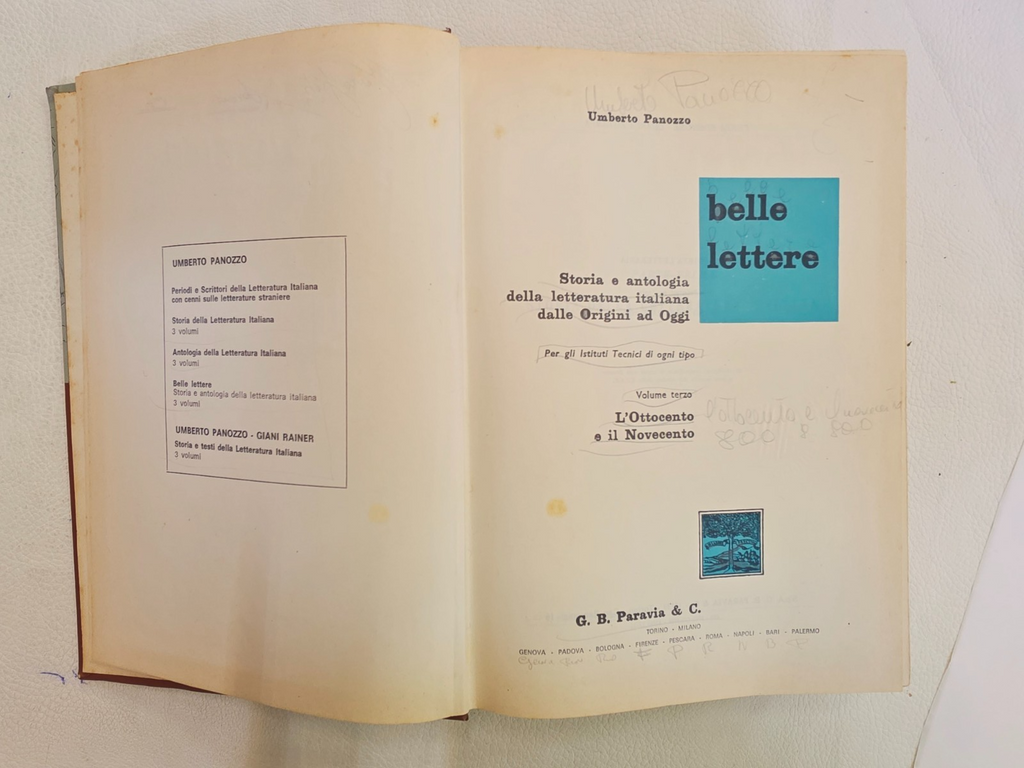 UMBERTO PANOZZO
Periodi e Scrittori della Letteratura Italiana
con cenni sulle letterature straniere
Storia della Letteratura Italiana
3 volumi
Antologia della Letteratura Italiana
3 volumi
Belle lettere
Storia e antologia della letteratura italiana
3 volumi
UMBERTO PANOZZO - GIANI RAINER
Storia e testi della Letteratura Italiana
3 volumi
Umberto Panozzo
Umberto Panozzo
belle
lettere
Storia e antologia
della letteratura italiana
dalle Origini ad Oggi
Per gli Istituti Tecnici di ogni tipo
Volume terzo
L'Ottocento
e il Novecento
800 8 800
G. B. Paravia & C.
TORINO - MILANO
GENOVA - PADOVA - BOLOGNA - FIRENZE - PESCARA - ROMA - NAPOLI - BARI - PALERMO
F P R N B P